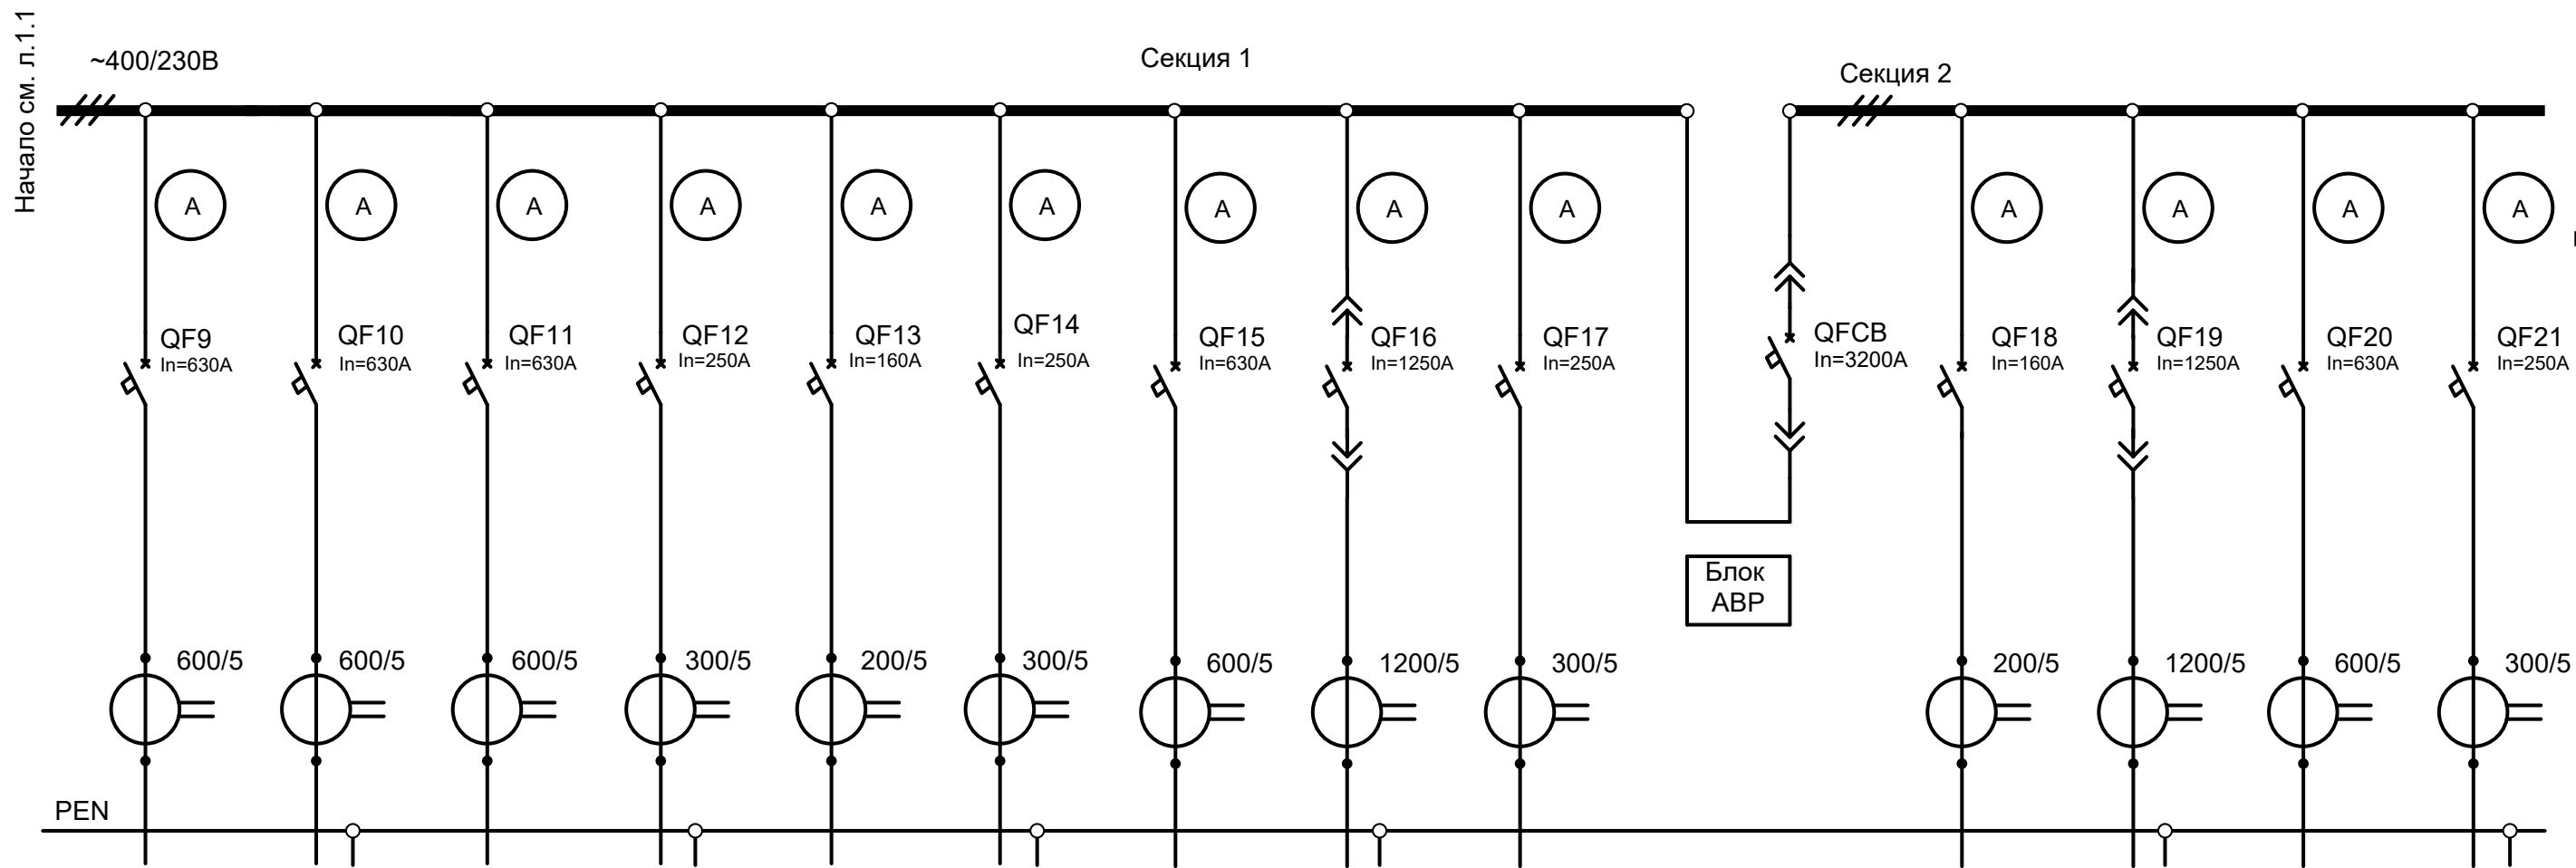 Начало см. л.1.1
~400/230В
Секция 1
Секция 2
A
A
A
A
A
A
A
A
A
A
A
A
A
QF9
In=630A
QF10
In=630A
QF11
In=630A
QF12
In=250A
QF13
In=160A
QF14
In=250A
QF15
In=630A
QF16
In=1250A
QF17
In=250A
QFCB
In=3200A
QF18
In=160A
QF19
In=1250A
QF20
In=630A
QF21
In=250A
Блок
АВР
600/5
600/5
600/5
300/5
200/5
300/5
600/5
1200/5
300/5
200/5
1200/5
600/5
300/5
PEN